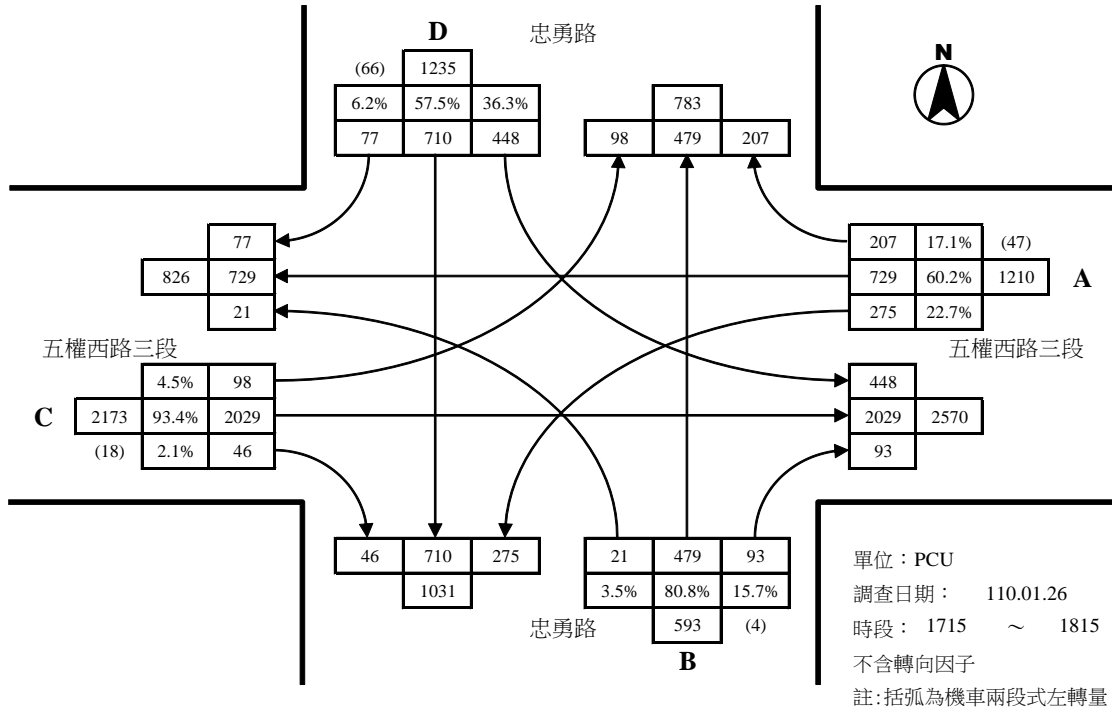 D 忠勇路
N
(66) 1235
6.2% 57.5% 36.3%
77 710 448
783
98 479 207
77
826 729
21
207 17.1% (47)
729 60.2% 1210 A
275 22.7%
五權西路三段
五權西路三段
4.5% 98
C 2173 93.4% 2029
(18) 2.1% 46
448
2029 2570
93
46 710 275
1031
21 479 93
3.5% 80.8% 15.7%
593 (4)
忠勇路
B
單位：PCU
調查日期： 110.01.26
時段： 1715 ～ 1815
不含轉向因子
註:括弧為機車兩段式左轉量